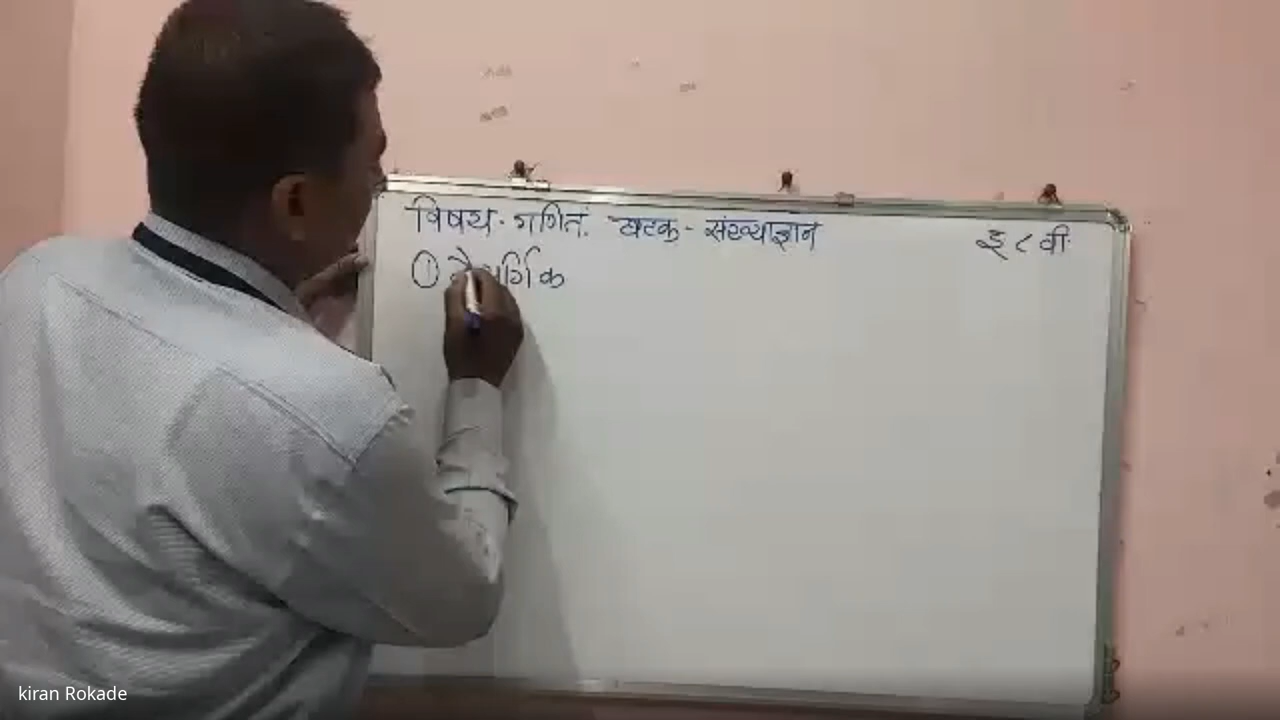 विषय- गणित. घटक - संख्याज्ञान इ ८ वी.
① नैसर्गिक
kiran Rokade